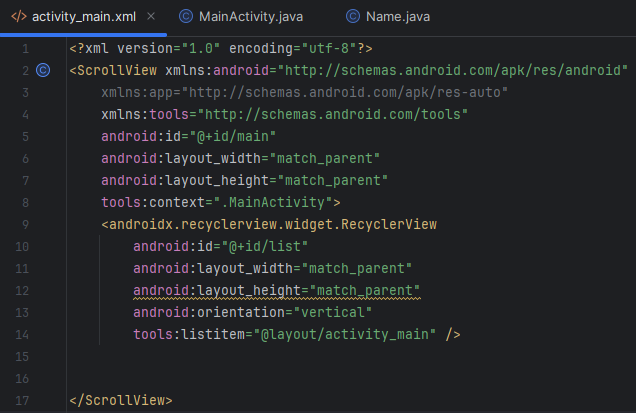 activity_main.xml MainActivity.java Name.java
1 <?xml version="1.0" encoding="utf-8"?>
2 <ScrollView xmlns:android="http://schemas.android.com/apk/res/android"
3 xmlns:app="http://schemas.android.com/apk/res-auto"
4 xmlns:tools="http://schemas.android.com/tools"
5 android:id="@+id/main"
6 android:layout_width="match_parent"
7 android:layout_height="match_parent"
8 tools:context=".MainActivity">
9 <androidx.recyclerview.widget.RecyclerView
10 android:id="@+id/list"
11 android:layout_width="match_parent"
12 android:layout_height="match_parent"
13 android:orientation="vertical"
14 tools:listitem="@layout/activity_main" />
15
16
17 </ScrollView>